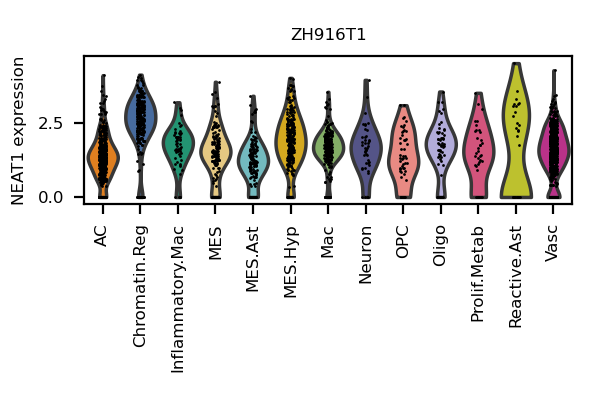 ZH916T1
NEAT1 expression
2.5
0.0
AC
Chromatin.Reg
Inflammatory.Mac
MES
MES.Ast
MES.Hyp
Mac
Neuron
OPC
Oligo
Prolif.Metab
Reactive.Ast
Vasc